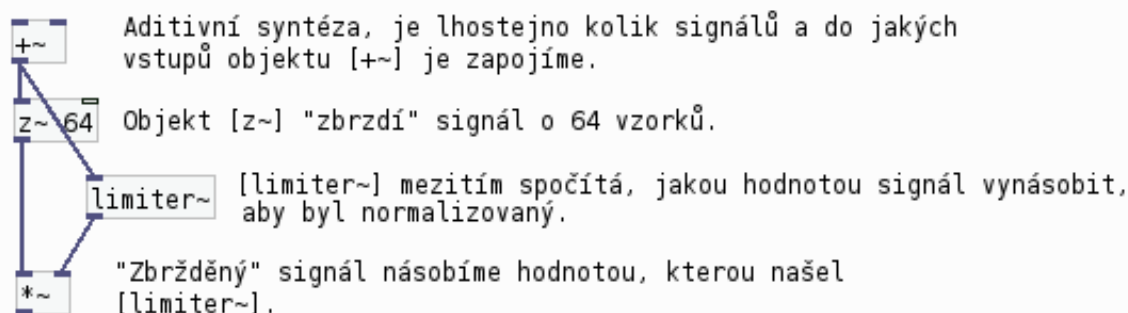 +~
Aditivní syntéza, je lhostejno kolik signálů a do jakých
vstupů objektu [+~] je zapojíme.
z~ 64
Objekt [z~] "zbrzdí" signál o 64 vzorků.
limiter~
[limiter~] mezitím spočítá, jakou hodnotou signál vynásobit,
aby byl normalizovaný.
*~
"Zbržděný" signál násobíme hodnotou, kterou našel
[limiter~].